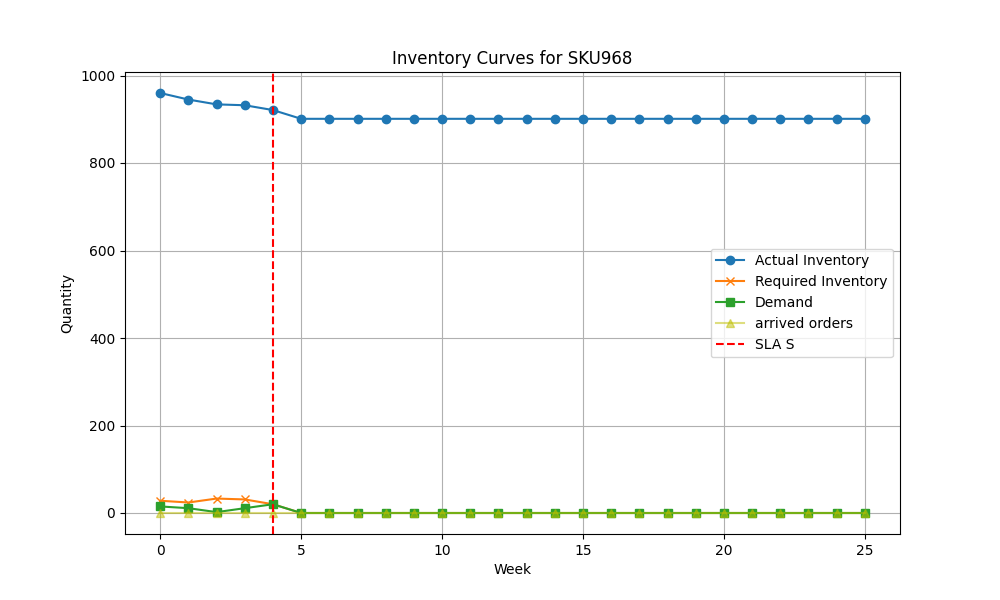 Inventory Curves for SKU968
1000
800
600
400
200
0
Quantity
Actual Inventory
Required Inventory
Demand
arrived orders
SLA S
0 5 10 15 20 25
Week